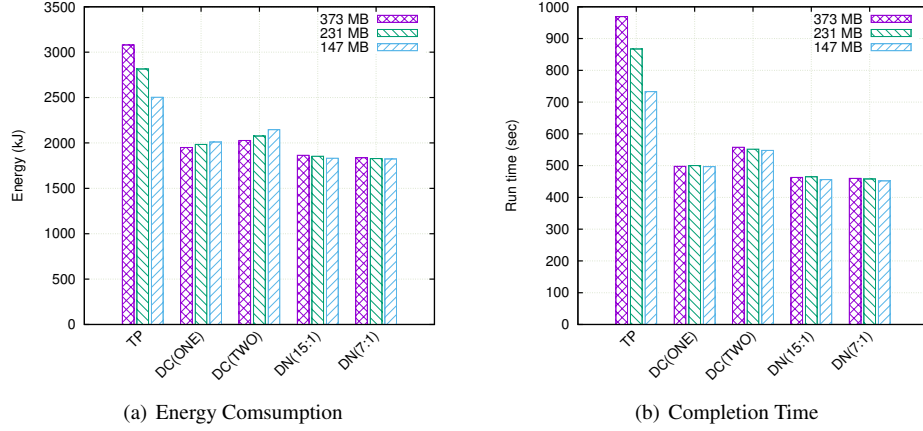 3500
3000
2500
2000
1500
1000
500
0
Energy (kJ)
373 MB
231 MB
147 MB
TP
DC(ONE)
DC(TWO)
DN(15:1)
DN(7:1)
(a) Energy Comsumption
1000
900
800
700
600
500
400
300
200
100
0
Run time (sec)
373 MB
231 MB
147 MB
TP
DC(ONE)
DC(TWO)
DN(15:1)
DN(7:1)
(b) Completion Time